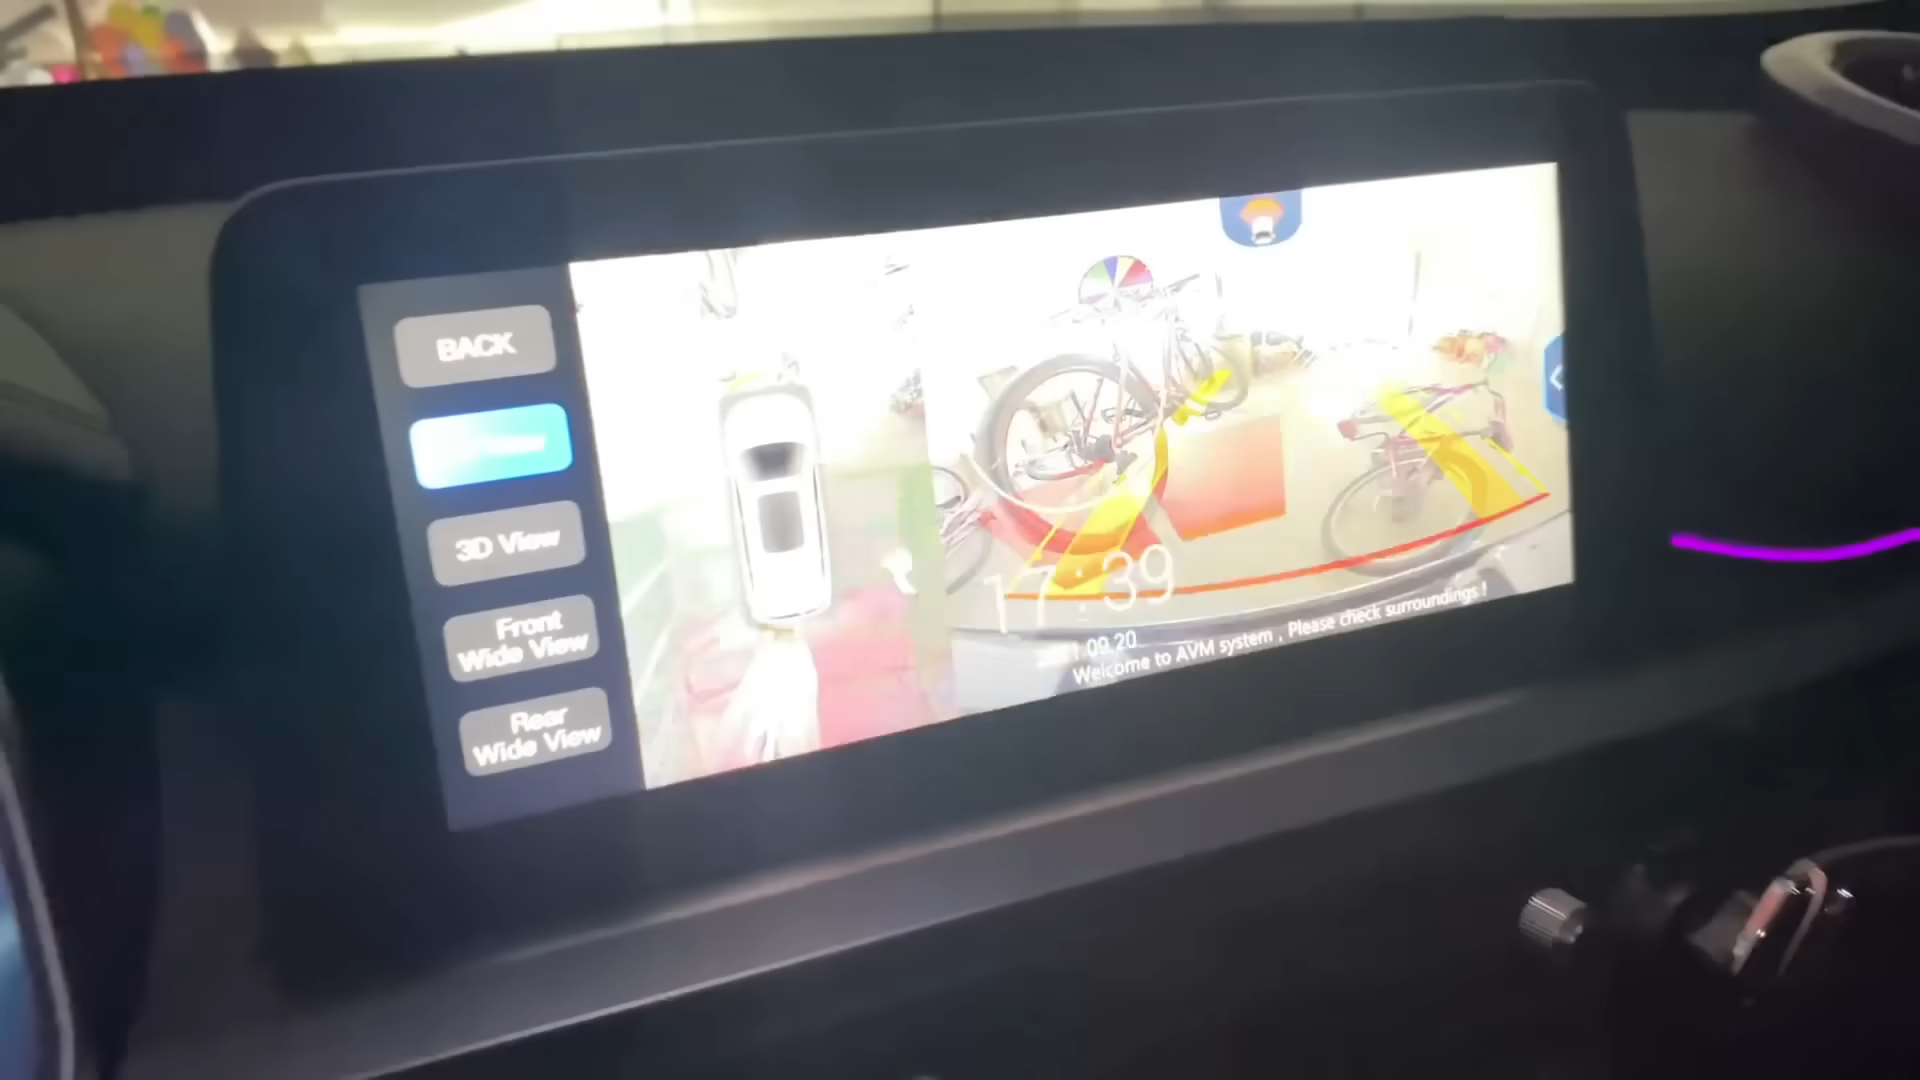 BACK
3D View
Front
Wide View
Rear
Wide View
17:39
.09.20
Welcome to AVM system , Please check surroundings !